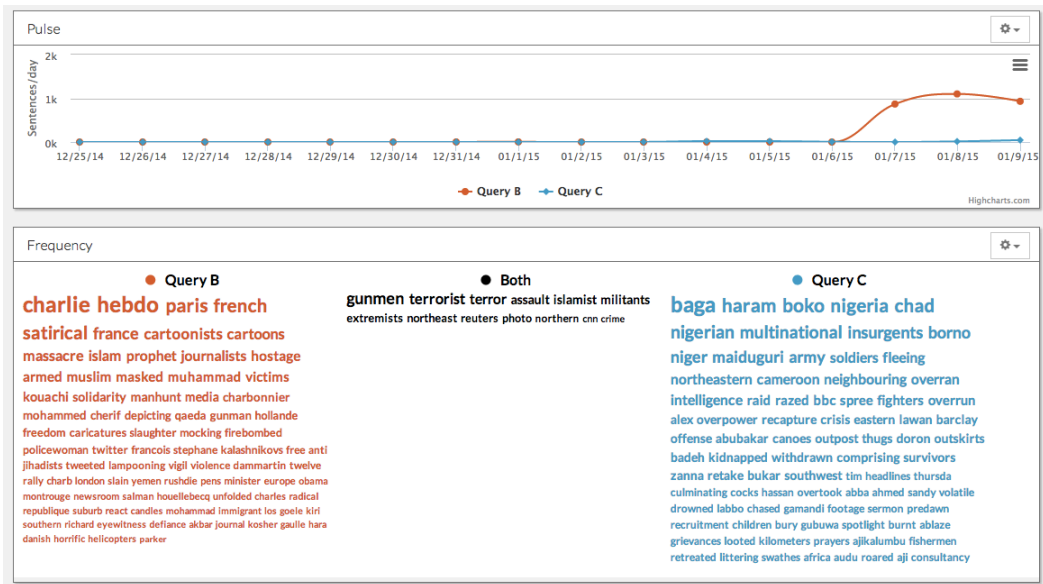 Pulse
Sentences/day
2k
1k
0k
12/25/14 12/26/14 12/27/14 12/28/14 12/29/14 12/30/14 12/31/14 01/1/15 01/2/15 01/3/15 01/4/15 01/5/15 01/6/15 01/7/15 01/8/15 01/9/15
Query B Query C
Highcharts.com
Frequency
Query B
charlie hebdo paris french
satirical france cartoonists cartoons
massacre islam prophet journalists hostage
armed muslim masked muhammad victims
kouachi solidarity manhunt media charbonnier
mohammed cherif depicting qaeda gunman hollande
freedom caricatures slaughter mocking firebombed
policewoman twitter francois stephane kalashnikovs free anti
jihadists tweeted lampooning vigil violence dammartin twelve
rally charb london slain yemen rushdie pens minister europe obama
montrouge newsroom salman houellebecq unfolded charles radical
republique suburb react candles mohammad immigrant los goele kiri
southern richard eyewitness defiance akbar journal kosher gaulle hara
danish horrific helicopters parker
Both
gunmen terrorist terror assault islamist militants
extremists northeast reuters photo northern cnn crime
Query C
baga haram boko nigeria chad
nigerian multinational insurgents borno
niger maiduguri army soldiers fleeing
northeastern cameroon neighbouring overran
intelligence raid razed bbc spree fighters overrun
alex overpower recapture crisis eastern lawan barclay
offense abubakar canoes outpost thugs doron outskirts
badeh kidnapped withdrawn comprising survivors
zanna retake bukar southwest tim headlines thursda
culminating cocks hassan overtook abba ahmed sandy volatile
drowned labbo chased gamandi footage sermon predawn
recruitment children bury gubuwa spotlight burnt ablaze
grievances looted kilometers prayers ajikalumbu fishermen
retreated littering swathes africa audu roared aji consultancy